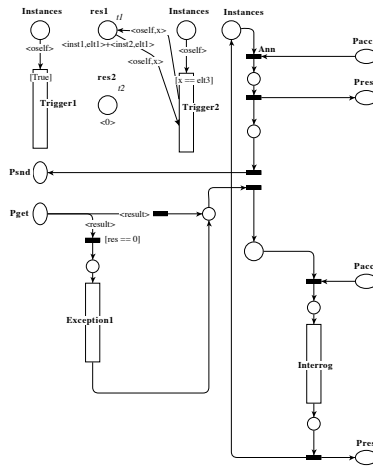 Instances res1 Instances Instances
t1
<oself> <oself,x> <oself>
<inst1,elt1>+<inst2,elt1>
Ann
Pacc
[True] <oself,x> [x == elt3]
res2
t2
Trigger1 Trigger2
Pres
<0>
Psnd
Pget <result>
<result>
[res == 0]
Pacc
Exception1
Interrog
Pres